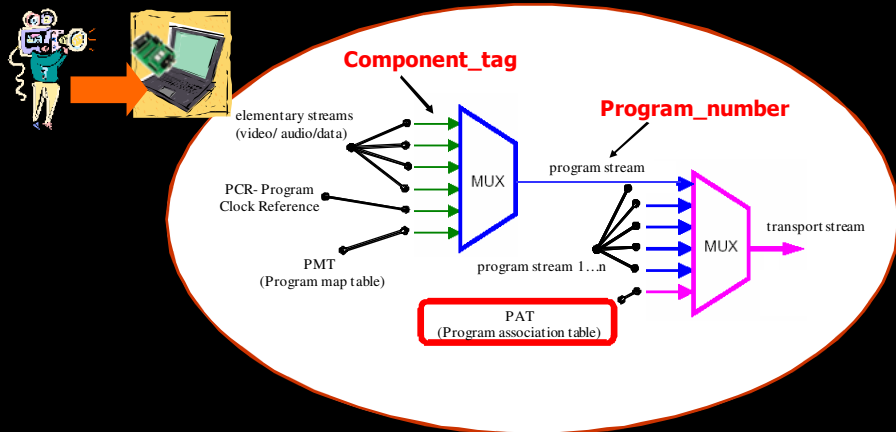 Component_tag
Program_number
elementary streams
(video/ audio/data)
MUX
program stream
PCR- Program
Clock Reference
transport stream
MUX
PMT
(Program map table)
program stream 1…n
PAT
(Program association table)